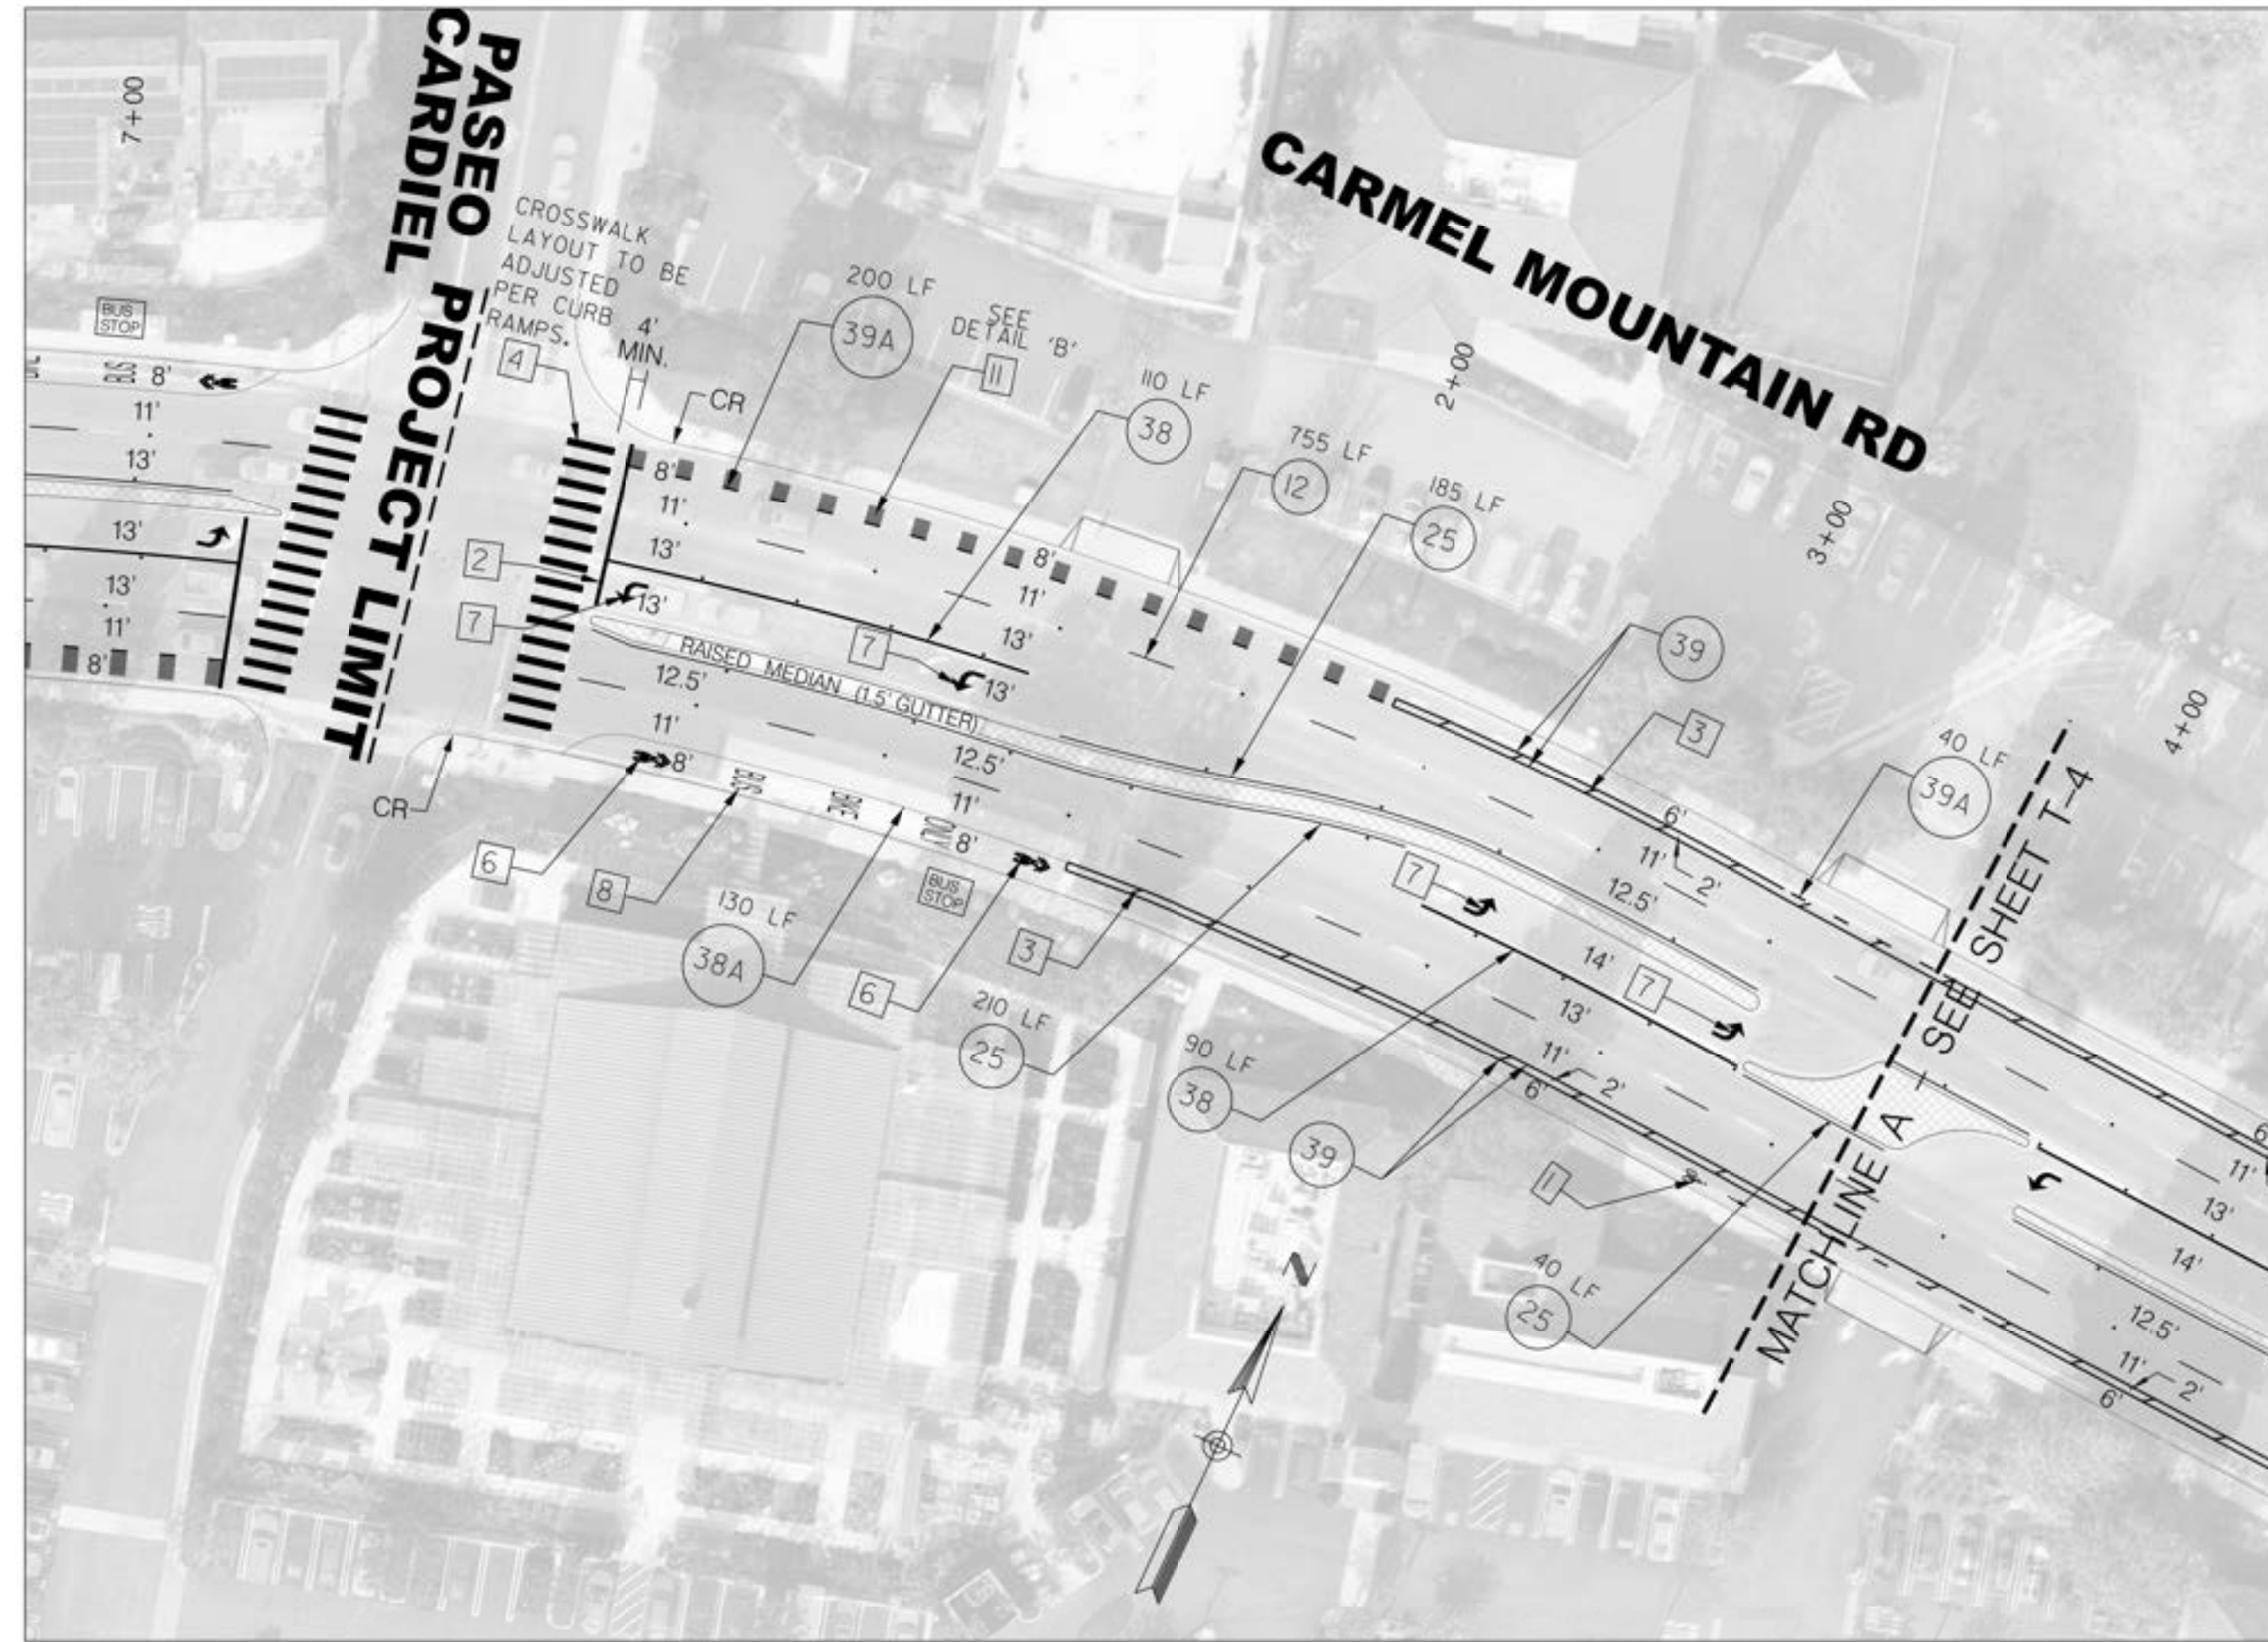 7+00
PASEO
CARDIEL
PROJECT LIMIT
CROSSWALK
LAYOUT TO BE
ADJUSTED
PER CURB
RAMPS.
4
4'
MIN.
CR
200 LF
39A
SEE
DETAIL 'B'
11
110 LF
38
755 LF
12
185 LF
25
CARMEL MOUNTAIN RD
2+00
3+00
4+00
39
3
40 LF
39A
BUS
STOP
BUS
8'
11'
13'
13'
13'
11'
8'
8'
11'
13'
13'
2
7
7
RAISED MEDIAN (1.5' GUTTER)
8'
11'
13'
13'
12.5'
11'
8'
12.5'
11'
8'
CR
6
8
BUS
BIKE
ONLY
BUS
STOP
130 LF
38A
6
3
210 LF
25
7
7
14'
13'
11'
2'
6'
6'
11'
2'
12.5'
90 LF
38
39
1
40 LF
25
MATCHLINE A - SEE SHEET T-4
6'
11'
13'
14'
12.5'
11'
2'
6'
N